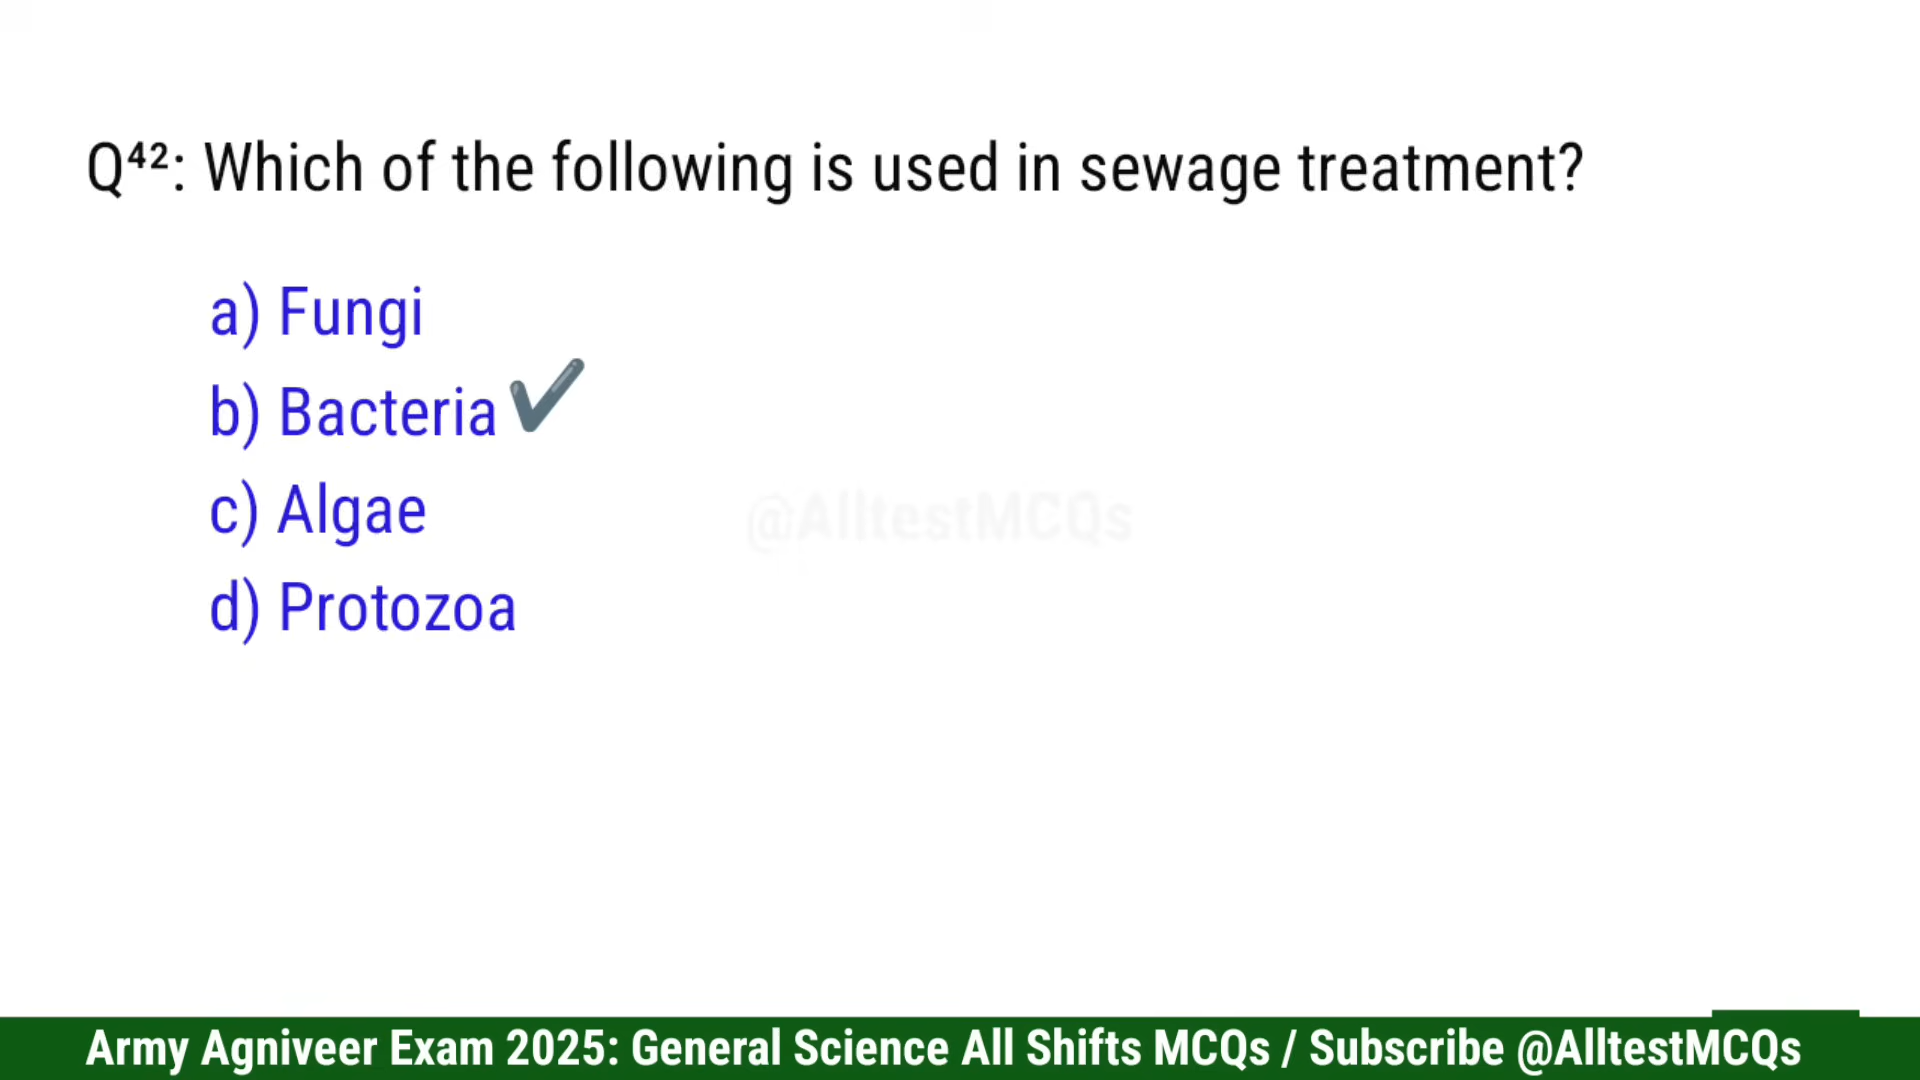 Q⁴²: Which of the following is used in sewage treatment?
a) Fungi
b) Bacteria✔
c) Algae
@AlltestMCQs
d) Protozoa
Army Agniveer Exam 2025: General Science All Shifts MCQs / Subscribe @AlltestMCQs